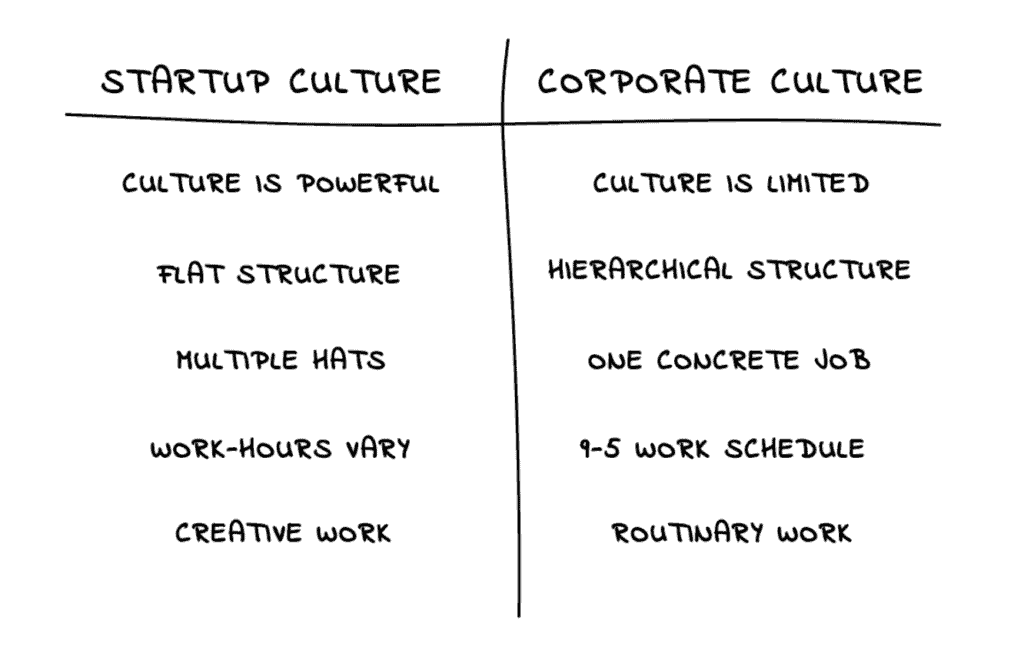 STARTUP CULTURE
CORPORATE CULTURE
CULTURE IS POWERFUL
CULTURE IS LIMITED
FLAT STRUCTURE
HIERARCHICAL STRUCTURE
MULTIPLE HATS
ONE CONCRETE JOB
WORK-HOURS VARY
9-5 WORK SCHEDULE
CREATIVE WORK
ROUTINARY WORK